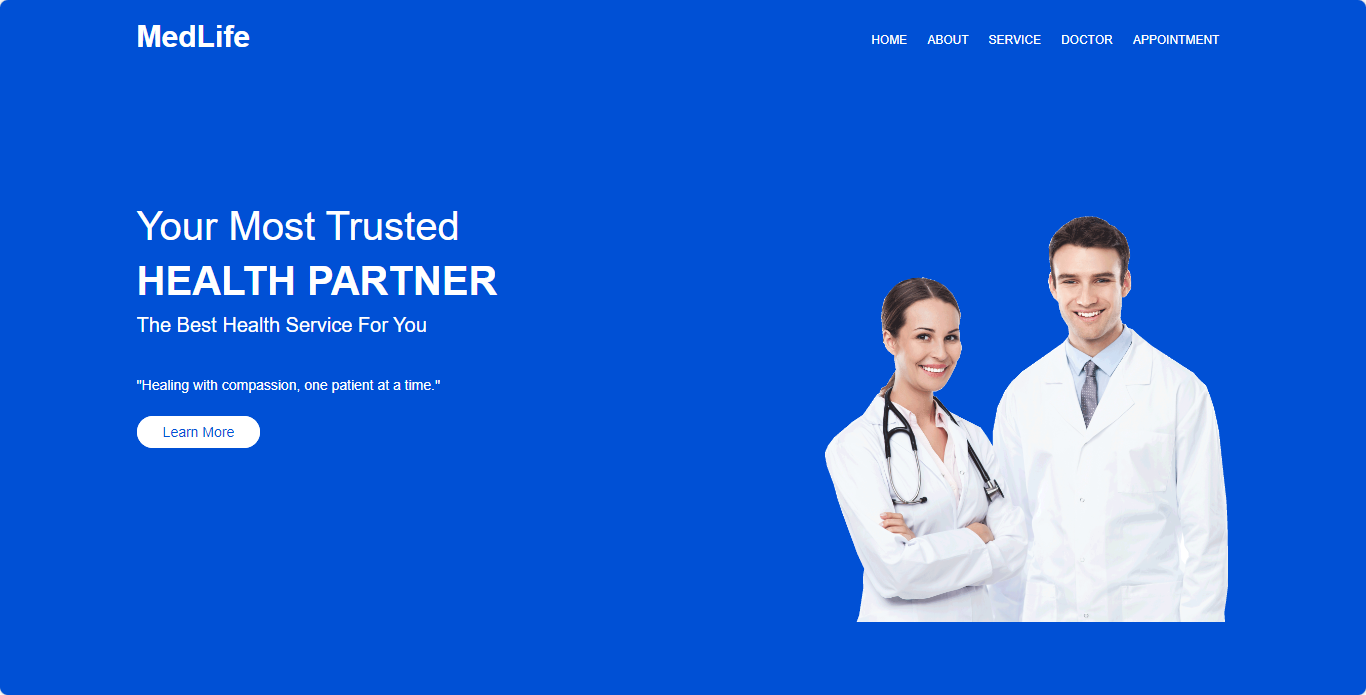 MedLife
HOME ABOUT SERVICE DOCTOR APPOINTMENT
Your Most Trusted
HEALTH PARTNER
The Best Health Service For You
"Healing with compassion, one patient at a time."
Learn More